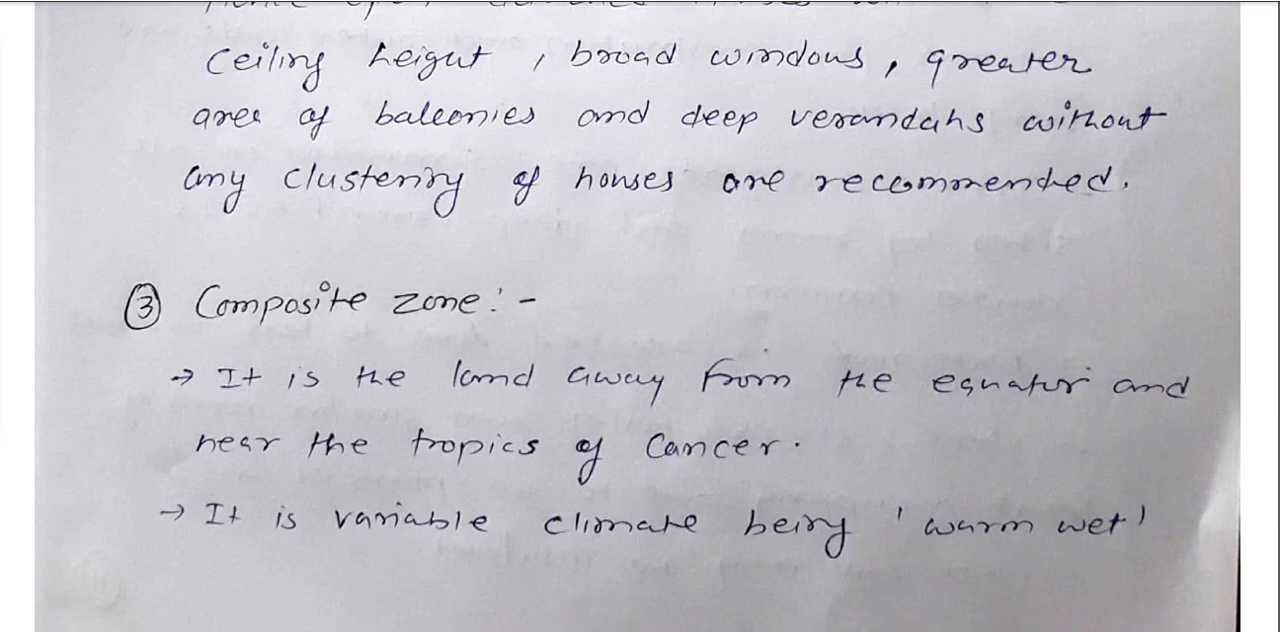 Ceiling height , broad windows , greater
area of balconies and deep verandahs without
any clustering of houses are recommended.
③ Composite zone:-
→ It is the land away from the equator and
near the tropics of Cancer.
→ It is variable climate being 'warm wet'